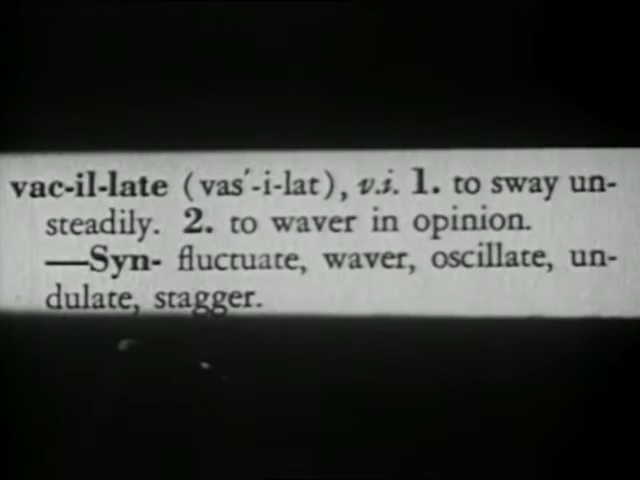 vac-il-late (vas′-i-lat), v.i. 1. to sway un-
steadily. 2. to waver in opinion.
—Syn- fluctuate, waver, oscillate, un-
dulate, stagger.